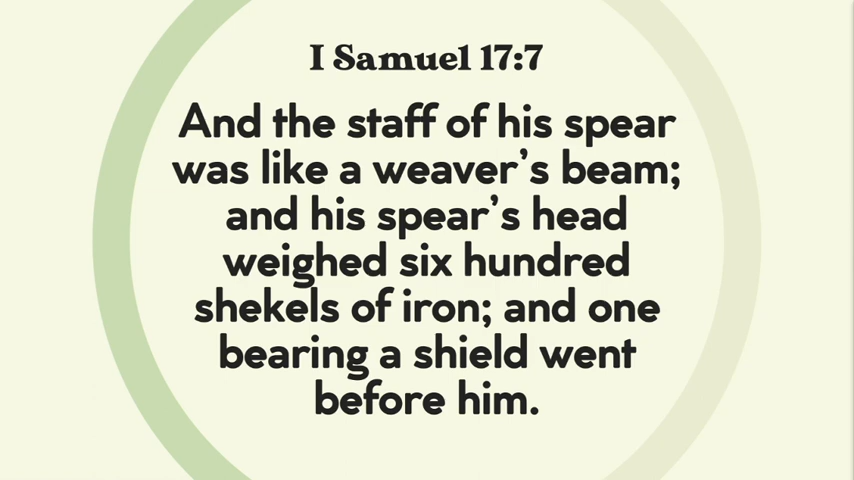 I Samuel 17:7
And the staff of his spear
was like a weaver’s beam;
and his spear’s head
weighed six hundred
shekels of iron; and one
bearing a shield went
before him.